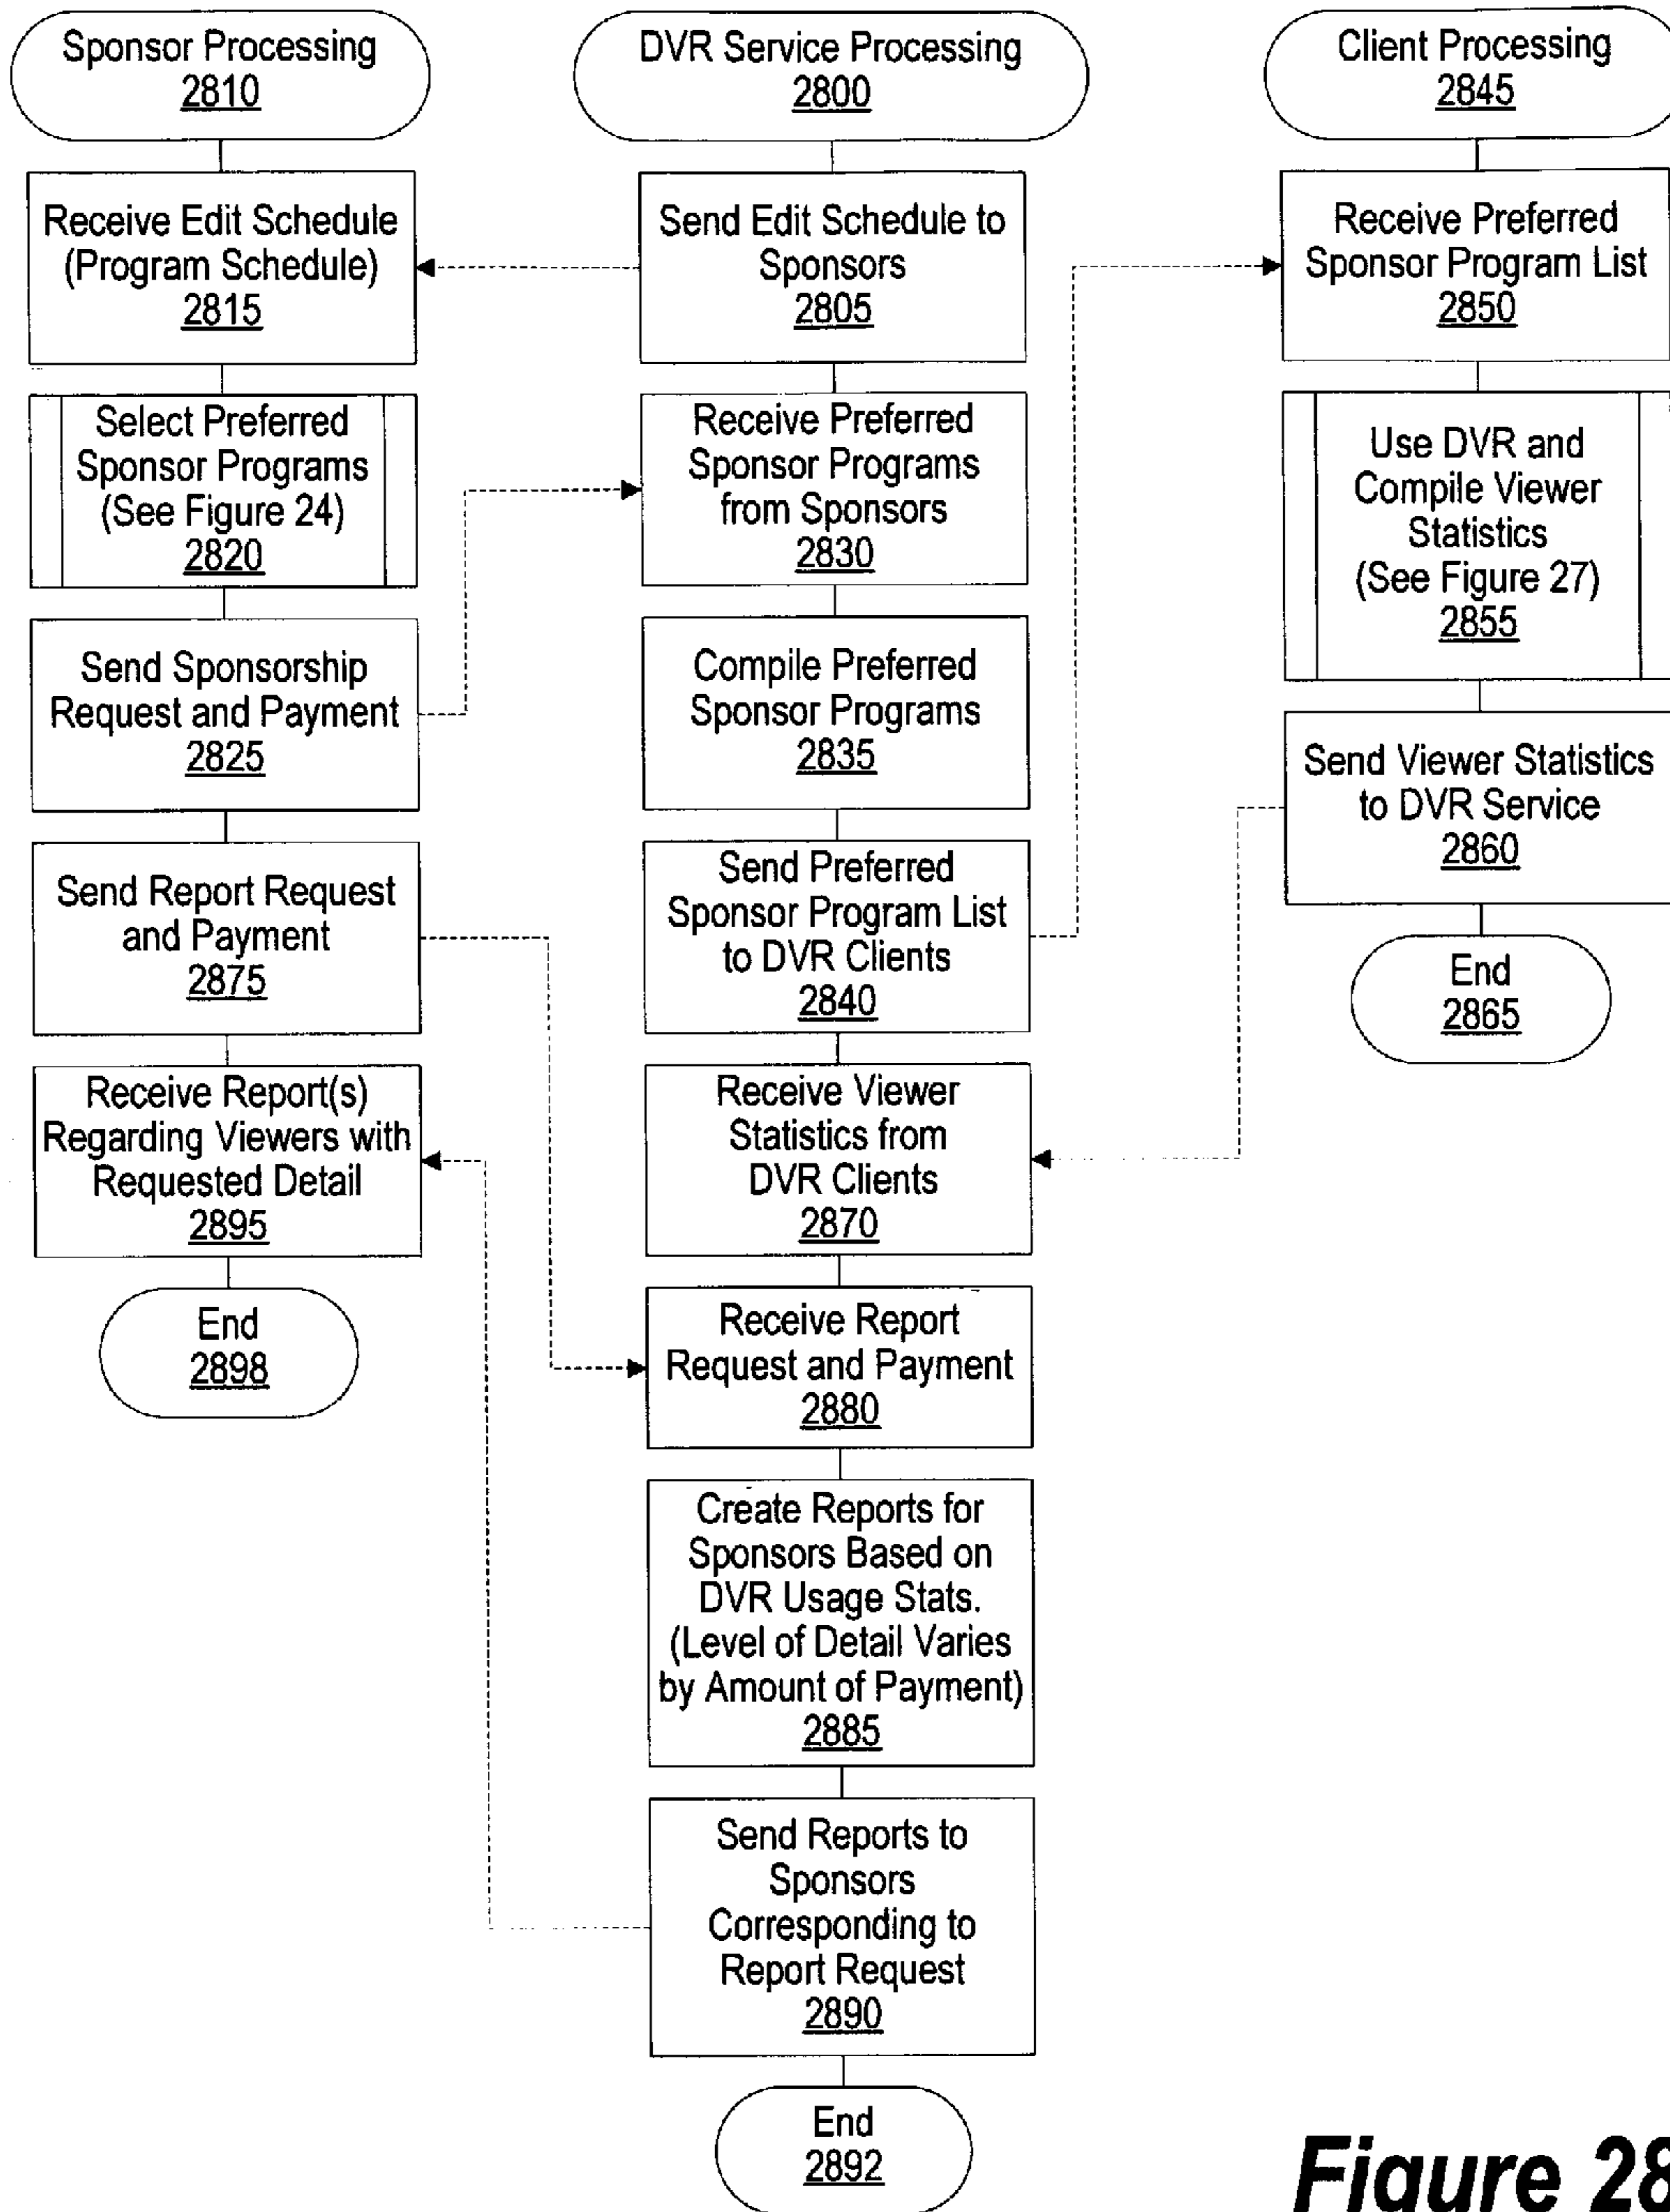 Sponsor Processing
2810
Receive Edit Schedule
(Program Schedule)
2815
Select Preferred
Sponsor Programs
(See Figure 24)
2820
Send Sponsorship
Request and Payment
2825
Send Report Request
and Payment
2875
Receive Report(s)
Regarding Viewers with
Requested Detail
2895
End
2898
DVR Service Processing
2800
Send Edit Schedule to
Sponsors
2805
Receive Preferred
Sponsor Programs
from Sponsors
2830
Compile Preferred
Sponsor Programs
2835
Send Preferred
Sponsor Program List
to DVR Clients
2840
Receive Viewer
Statistics from
DVR Clients
2870
Receive Report
Request and Payment
2880
Create Reports for
Sponsors Based on
DVR Usage Stats.
(Level of Detail Varies
by Amount of Payment)
2885
Send Reports to
Sponsors
Corresponding to
Report Request
2890
End
2892
Client Processing
2845
Receive Preferred
Sponsor Program List
2850
Use DVR and
Compile Viewer
Statistics
(See Figure 27)
2855
Send Viewer Statistics
to DVR Service
2860
End
2865
Figure 28